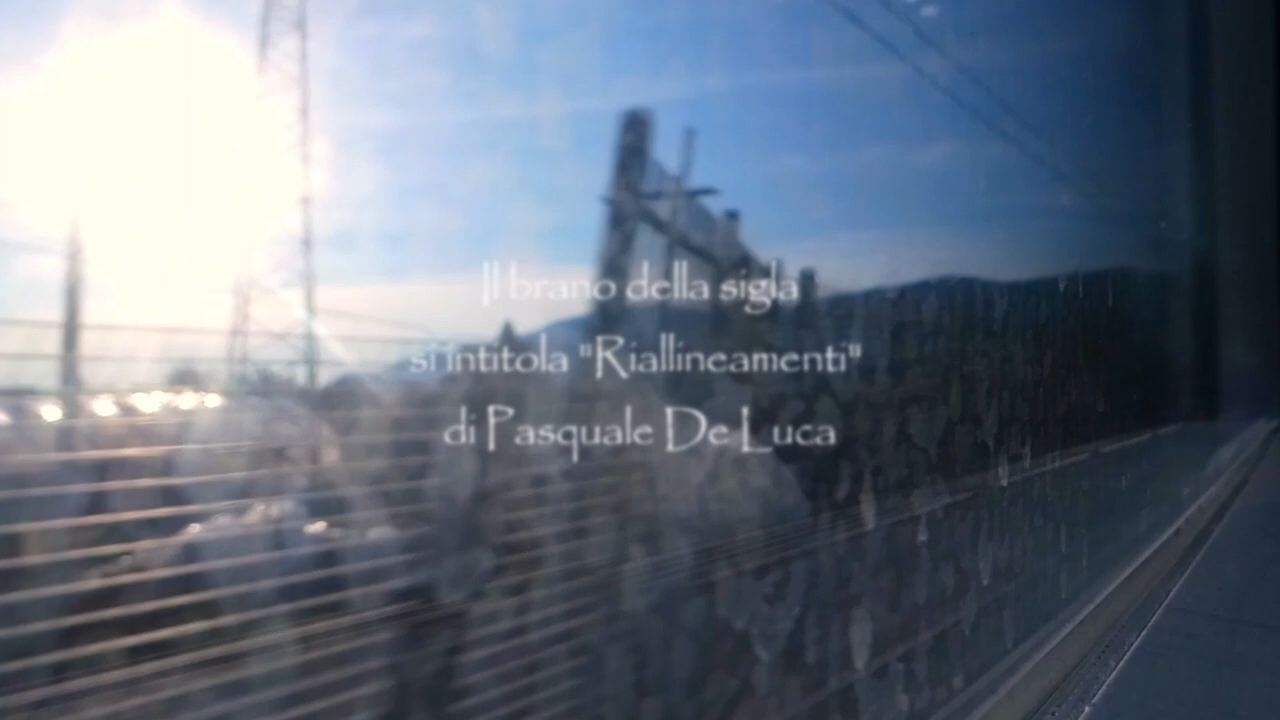 Il brano della sigla
si intitola "Riallineamenti"
di Pasquale De Luca